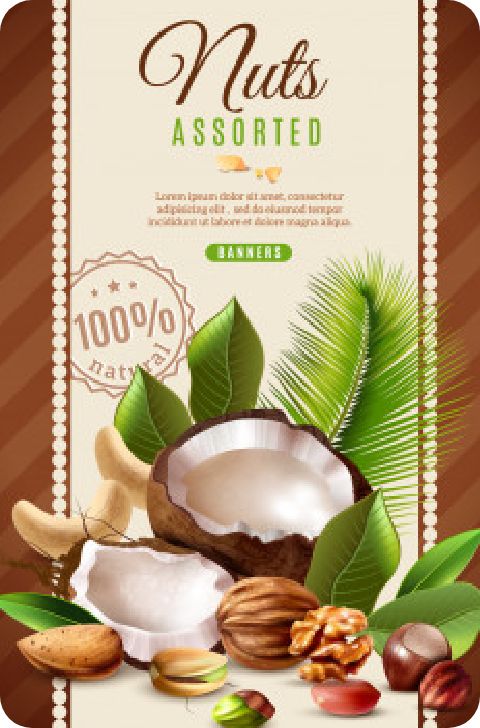 Nuts
ASSORTED
Lorem Ipsum dolor sit amet, consectetur
adipisicing elit , sed do eiusmod tempor
incididunt ut labore et dolore magna aliqua.
BANNERS
100%
natural